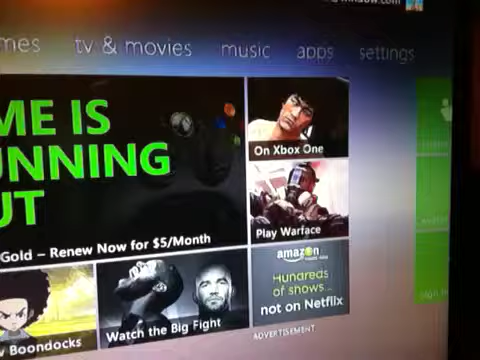 mes tv & movies music apps settings
ME IS
UNNING
UT
Gold – Renew Now for $5/Month
On Xbox One
Play Warface
w Boondocks
Watch the Big Fight
amazon
Hundreds
of shows...
not on Netflix
ADVERTISEMENT